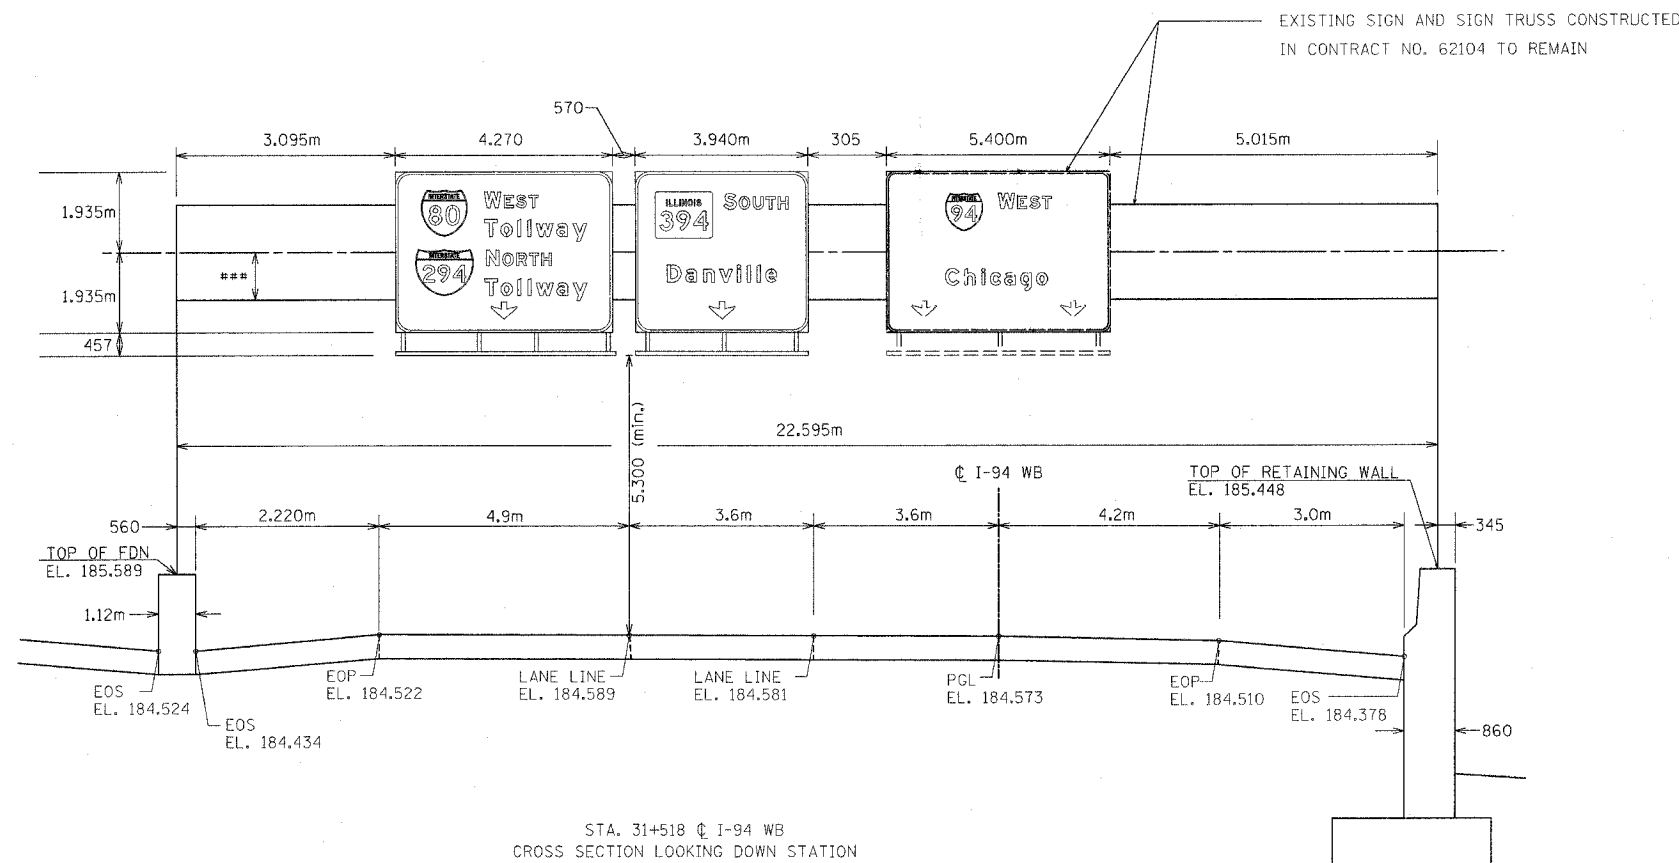 EXISTING SIGN AND SIGN TRUSS CONSTRUCTED
IN CONTRACT NO. 62104 TO REMAIN
570
3.095m
4.270
3.940m
305
5.400m
5.015m
1.935m
###
1.935m
457
INTERSTATE
80
WEST
Tollway
INTERSTATE
294
NORTH
Tollway
ILLINOIS
394
SOUTH
Danville
94
WEST
Chicago
5.300 (min.)
22.595m
℄ I-94 WB
TOP OF RETAINING WALL
EL. 185.448
560
2.220m
4.9m
3.6m
3.6m
4.2m
3.0m
345
TOP OF FDN
EL. 185.589
1.12m
EOS
EL. 184.524
EOS
EL. 184.434
EOP
EL. 184.522
LANE LINE
EL. 184.589
LANE LINE
EL. 184.581
PGL
EL. 184.573
EOP
EL. 184.510
EOS
EL. 184.378
860
STA. 31+518 ℄ I-94 WB
CROSS SECTION LOOKING DOWN STATION